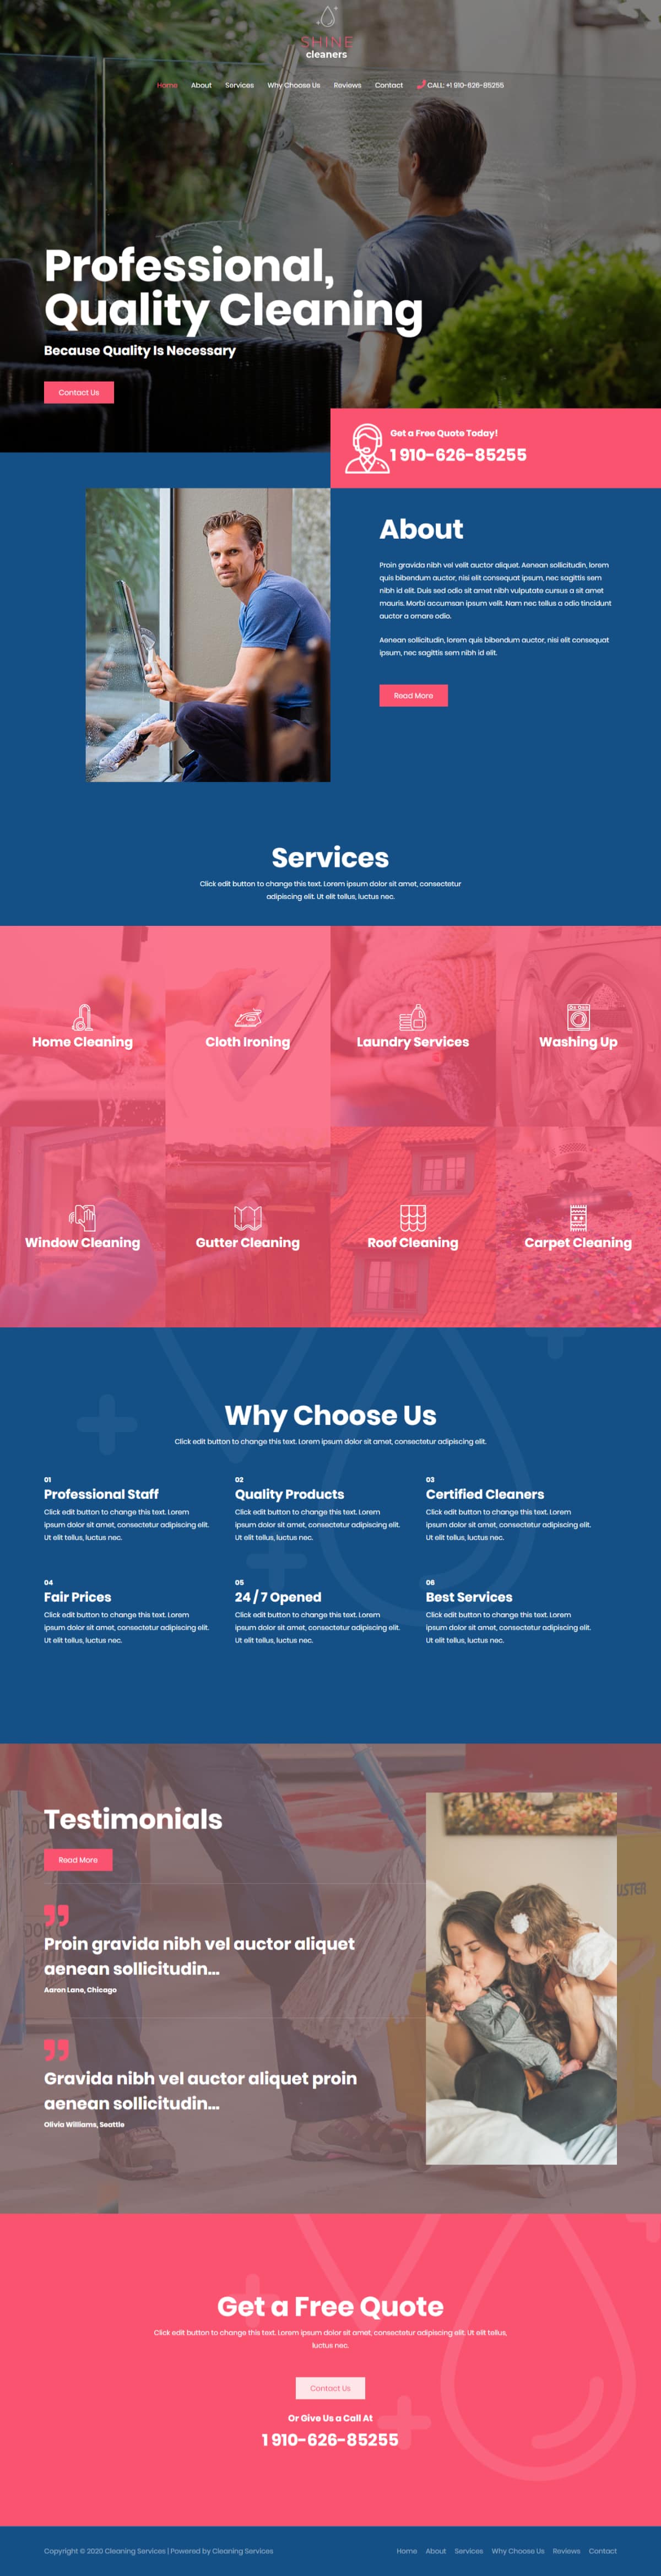 SHINE
cleaners
Home About Services Why Choose Us Reviews Contact CALL: +1 910-626-85255
Professional,
Quality Cleaning
Because Quality Is Necessary
Contact Us
Get a Free Quote Today!
1 910-626-85255
About
Proin gravida nibh vel velit auctor aliquet. Aenean sollicitudin, lorem
quis bibendum auctor, nisi elit consequat ipsum, nec sagittis sem
nibh id elit. Duis sed odio sit amet nibh vulputate cursus a sit amet
mauris. Morbi accumsan ipsum velit. Nam nec tellus a odio tincidunt
auctor a ornare odio.
Aenean sollicitudin, lorem quis bibendum auctor, nisi elit consequat
ipsum, nec sagittis sem nibh id elit.
Read More
Services
Click edit button to change this text. Lorem ipsum dolor sit amet, consectetur
adipiscing elit. Ut elit tellus, luctus nec.
Home Cleaning
Cloth Ironing
Laundry Services
Washing Up
Window Cleaning
Gutter Cleaning
Roof Cleaning
Carpet Cleaning
Why Choose Us
Click edit button to change this text. Lorem ipsum dolor sit amet, consectetur adipiscing elit.
01
Professional Staff
Click edit button to change this text. Lorem
ipsum dolor sit amet, consectetur adipiscing elit.
Ut elit tellus, luctus nec.
02
Quality Products
Click edit button to change this text. Lorem
ipsum dolor sit amet, consectetur adipiscing elit.
Ut elit tellus, luctus nec.
03
Certified Cleaners
Click edit button to change this text. Lorem
ipsum dolor sit amet, consectetur adipiscing elit.
Ut elit tellus, luctus nec.
04
Fair Prices
Click edit button to change this text. Lorem
ipsum dolor sit amet, consectetur adipiscing elit.
Ut elit tellus, luctus nec.
05
24 / 7 Opened
Click edit button to change this text. Lorem
ipsum dolor sit amet, consectetur adipiscing elit.
Ut elit tellus, luctus nec.
06
Best Services
Click edit button to change this text. Lorem
ipsum dolor sit amet, consectetur adipiscing elit.
Ut elit tellus, luctus nec.
Testimonials
Read More
Proin gravida nibh vel auctor aliquet
aenean sollicitudin...
Aaron Lane, Chicago
Gravida nibh vel auctor aliquet proin
aenean sollicitudin...
Olivia Williams, Seattle
Get a Free Quote
Click edit button to change this text. Lorem ipsum dolor sit amet, consectetur adipiscing elit. Ut elit tellus,
luctus nec.
Contact Us
Or Give Us a Call At
1 910-626-85255
Copyright © 2020 Cleaning Services | Powered by Cleaning Services
Home About Services Why Choose Us Reviews Contact